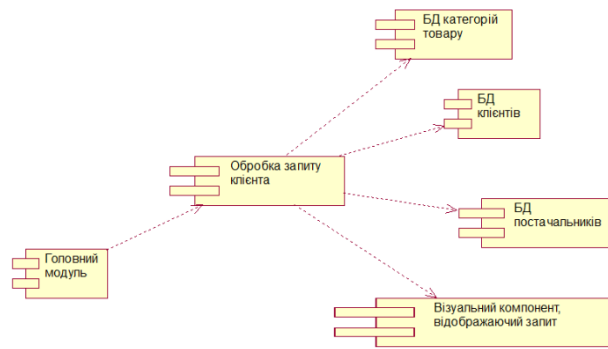 БД категорій
товару
БД
клієнтів
Обробка запиту
клієнта
БД
постачальників
Головний
модуль
Візуальний компонент,
відображаючий запит